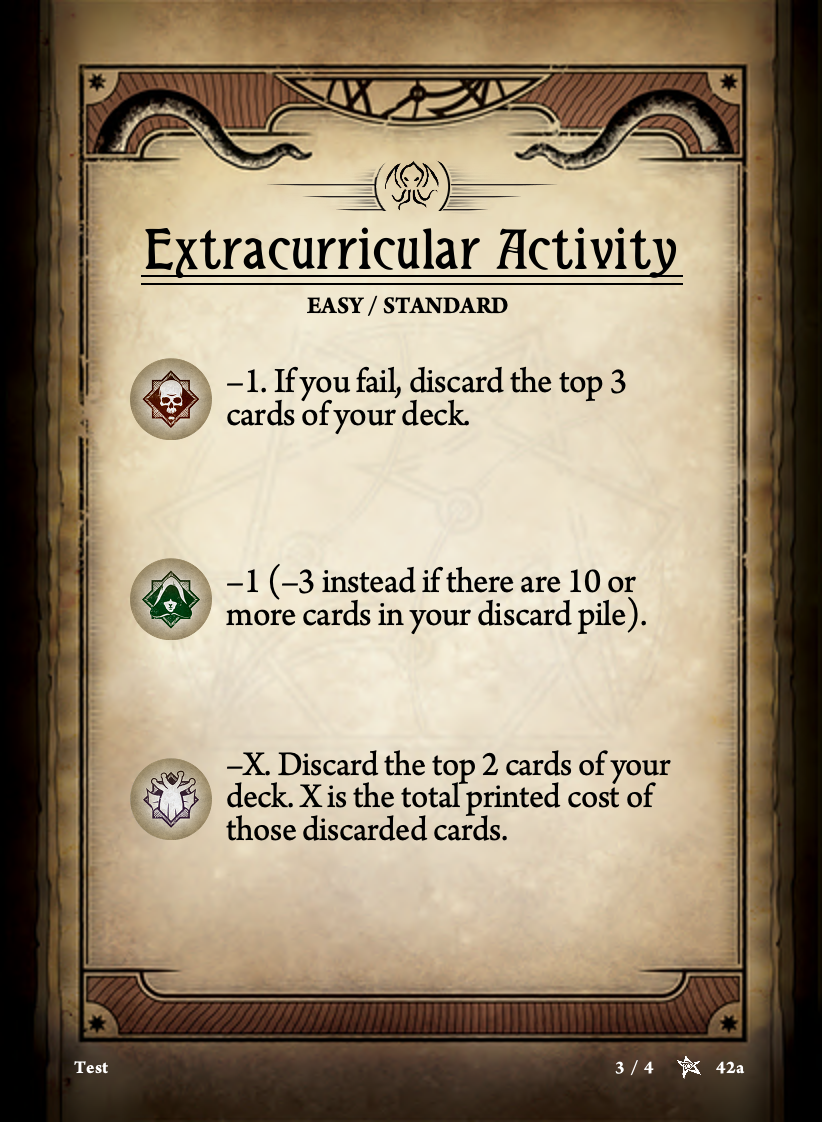 Extracurricular Activity
EASY / STANDARD
–1. If you fail, discard the top 3
cards of your deck.
–1 (–3 instead if there are 10 or
more cards in your discard pile).
–X. Discard the top 2 cards of your
deck. X is the total printed cost of
those discarded cards.
Test 3 / 4 42a